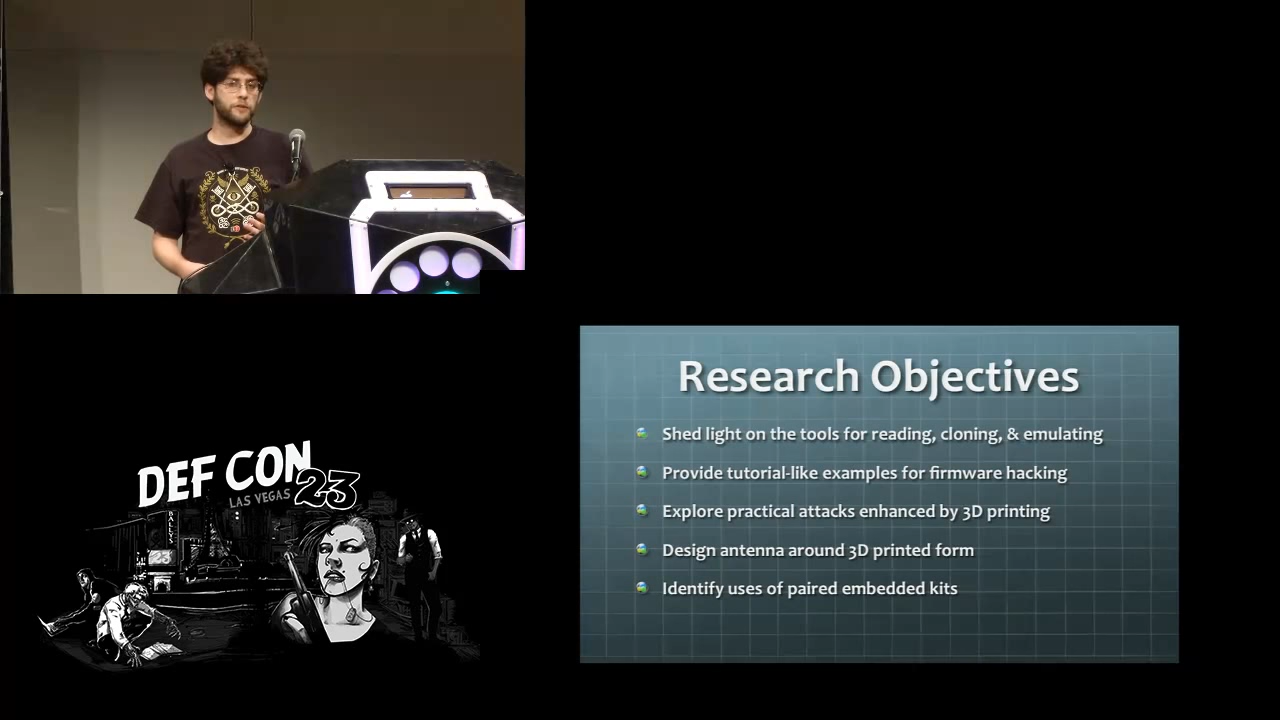 Research Objectives
Shed light on the tools for reading, cloning, & emulating
Provide tutorial-like examples for firmware hacking
Explore practical attacks enhanced by 3D printing
Design antenna around 3D printed form
Identify uses of paired embedded kits
DEF CON 23
LAS VEGAS
BALLY'S